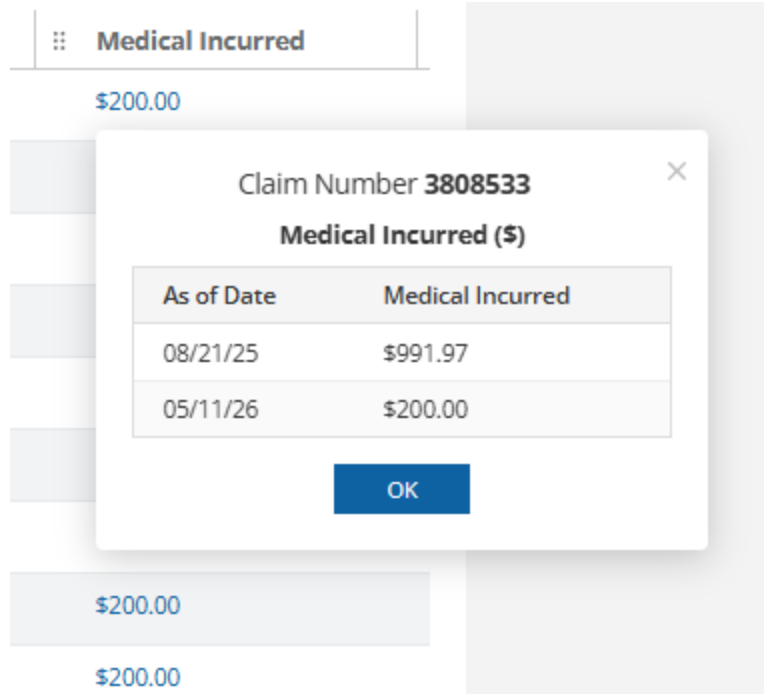 Medical Incurred
$200.00
Claim Number 3808533
Medical Incurred ($)
As of Date Medical Incurred
08/21/25 $991.97
05/11/26 $200.00
OK
$200.00
$200.00